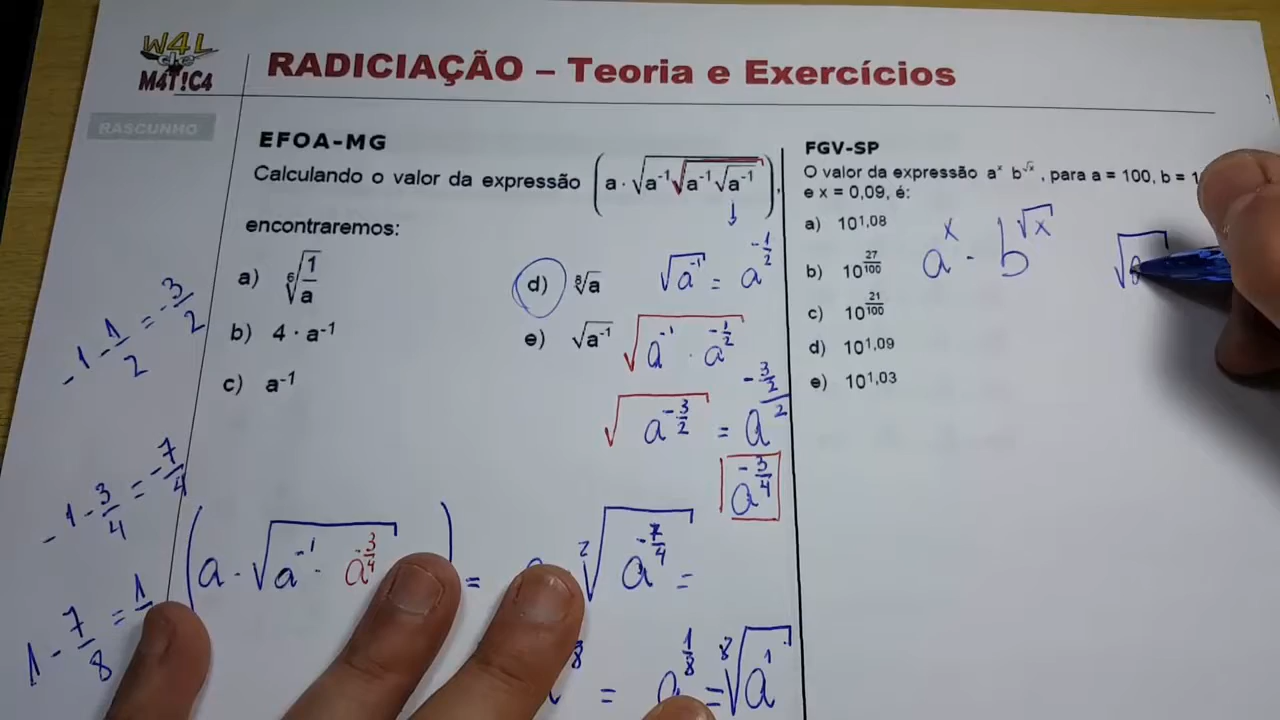 W4L
de
M4T!C4
RADICIAÇÃO – Teoria e Exercícios
RASCUNHO
EFOA-MG
Calculando o valor da expressão (a · √a⁻¹√a⁻¹√a⁻¹),
encontraremos:
a) ⁶√1/a
b) 4 · a⁻¹
c) a⁻¹
d) ⁸√a
e) √a⁻¹
√a⁻¹ = a^-1/2
√a⁻¹ · a^-1/2
√a^-3/2 = a^(-3/2)/2
a^-3/4
-1 - 1/2 = -3/2
-1 - 3/4 = -7/4
1 - 7/8 = 1
(a · √a⁻¹ · a^-3/4) =
²√a^-7/4 =
= a^1/8 = ⁸√a¹
FGV-SP
O valor da expressão aˣ b^√x, para a = 100, b = 1
e x = 0,09, é:
a) 10^1,08
b) 10^27/100
c) 10^21/100
d) 10^1,09
e) 10^1,03
aˣ · b^√x